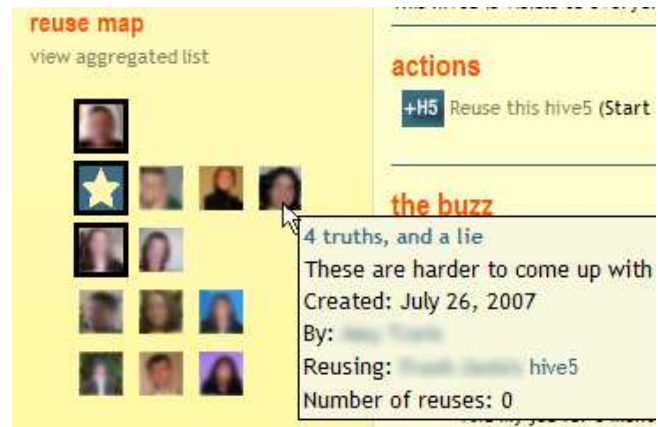 reuse map
view aggregated list
actions
+H5 Reuse this hive5 (Start
the buzz
4 truths, and a lie
These are harder to come up with
Created: July 26, 2007
By:
Reusing: hive5
Number of reuses: 0